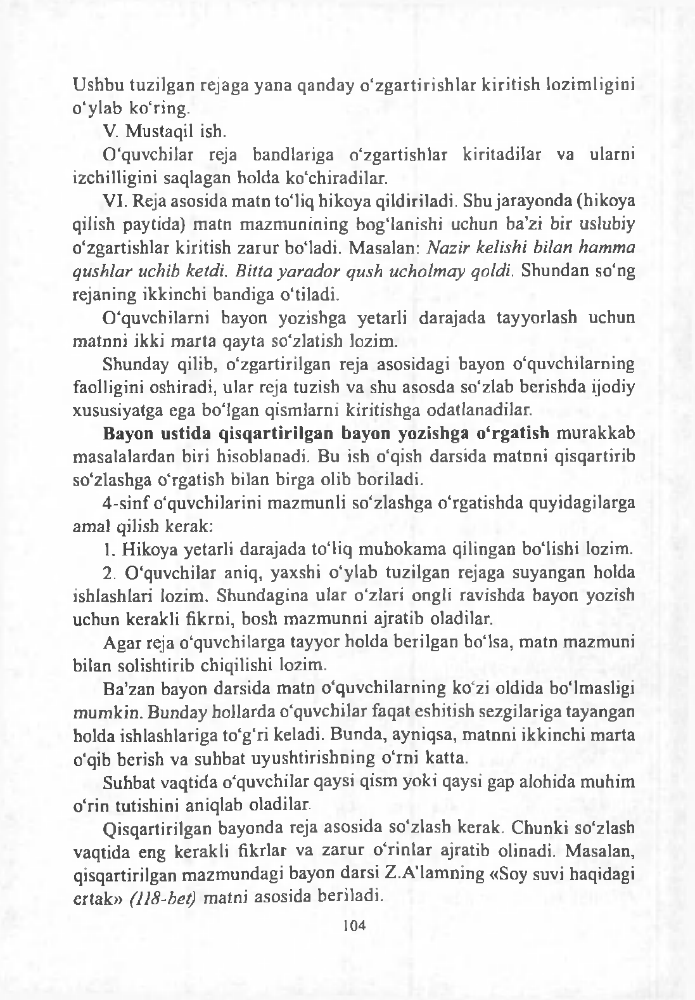 Ushbu tuzilgan rejaga yana qanday o‘zgartirishlar kiritish lozimligini
o‘ylab ko‘ring.
V. Mustaqil ish.
O‘quvchilar reja bandlariga o‘zgartishlar kiritadilar va ularni
izchilligini saqlagan holda ko‘chiradilar.
VI. Reja asosida matn to‘liq hikoya qildiriladi. Shu jarayonda (hikoya
qilish paytida) matn mazmunining bog‘lanishi uchun ba’zi bir uslubiy
o‘zgartishlar kiritish zarur bo‘ladi. Masalan: Nazir kelishi bilan hamma
qushlar uchib ketdi. Bitta yarador qush ucholmay qoldi. Shundan so‘ng
rejaning ikkinchi bandiga o‘tiladi.
O‘quvchilarni bayon yozishga yetarli darajada tayyorlash uchun
matnni ikki marta qayta so‘zlatish lozim.
Shunday qilib, o‘zgartirilgan reja asosidagi bayon o‘quvchilarning
faolligini oshiradi, ular reja tuzish va shu asosda so‘zlab berishda ijodiy
xususiyatga ega bo‘lgan qismlarni kiritishga odatlanadilar.
Bayon ustida qisqartirilgan bayon yozishga o‘rgatish murakkab
masalalardan biri hisoblanadi. Bu ish o‘qish darsida matnni qisqartirib
so‘zlashga o‘rgatish bilan birga olib boriladi.
4-sinf o‘quvchilarini mazmunli so‘zlashga o‘rgatishda quyidagilarga
amal qilish kerak:
1. Hikoya yetarli darajada to‘liq muhokama qilingan bo‘lishi lozim.
2. O‘quvchilar aniq, yaxshi o‘ylab tuzilgan rejaga suyangan holda
ishlashlari lozim. Shundagina ular o‘zlari ongli ravishda bayon yozish
uchun kerakli fikrni, bosh mazmunni ajratib oladilar.
Agar reja o‘quvchilarga tayyor holda berilgan bo‘lsa, matn mazmuni
bilan solishtirib chiqilishi lozim.
Ba’zan bayon darsida matn o‘quvchilarning ko‘zi oldida bo‘lmasligi
mumkin. Bunday hollarda o‘quvchilar faqat eshitish sezgilariga tayangan
holda ishlashlariga to‘g‘ri keladi. Bunda, ayniqsa, matnni ikkinchi marta
o‘qib berish va suhbat uyushtirishning o‘rni katta.
Suhbat vaqtida o‘quvchilar qaysi qism yoki qaysi gap alohida muhim
o‘rin tutishini aniqlab oladilar.
Qisqartirilgan bayonda reja asosida so‘zlash kerak. Chunki so‘zlash
vaqtida eng kerakli fikrlar va zarur o‘rinlar ajratib olinadi. Masalan,
qisqartirilgan mazmundagi bayon darsi Z.A’lamning «Soy suvi haqidagi
ertak» (118-bet) matni asosida beriladi.
104